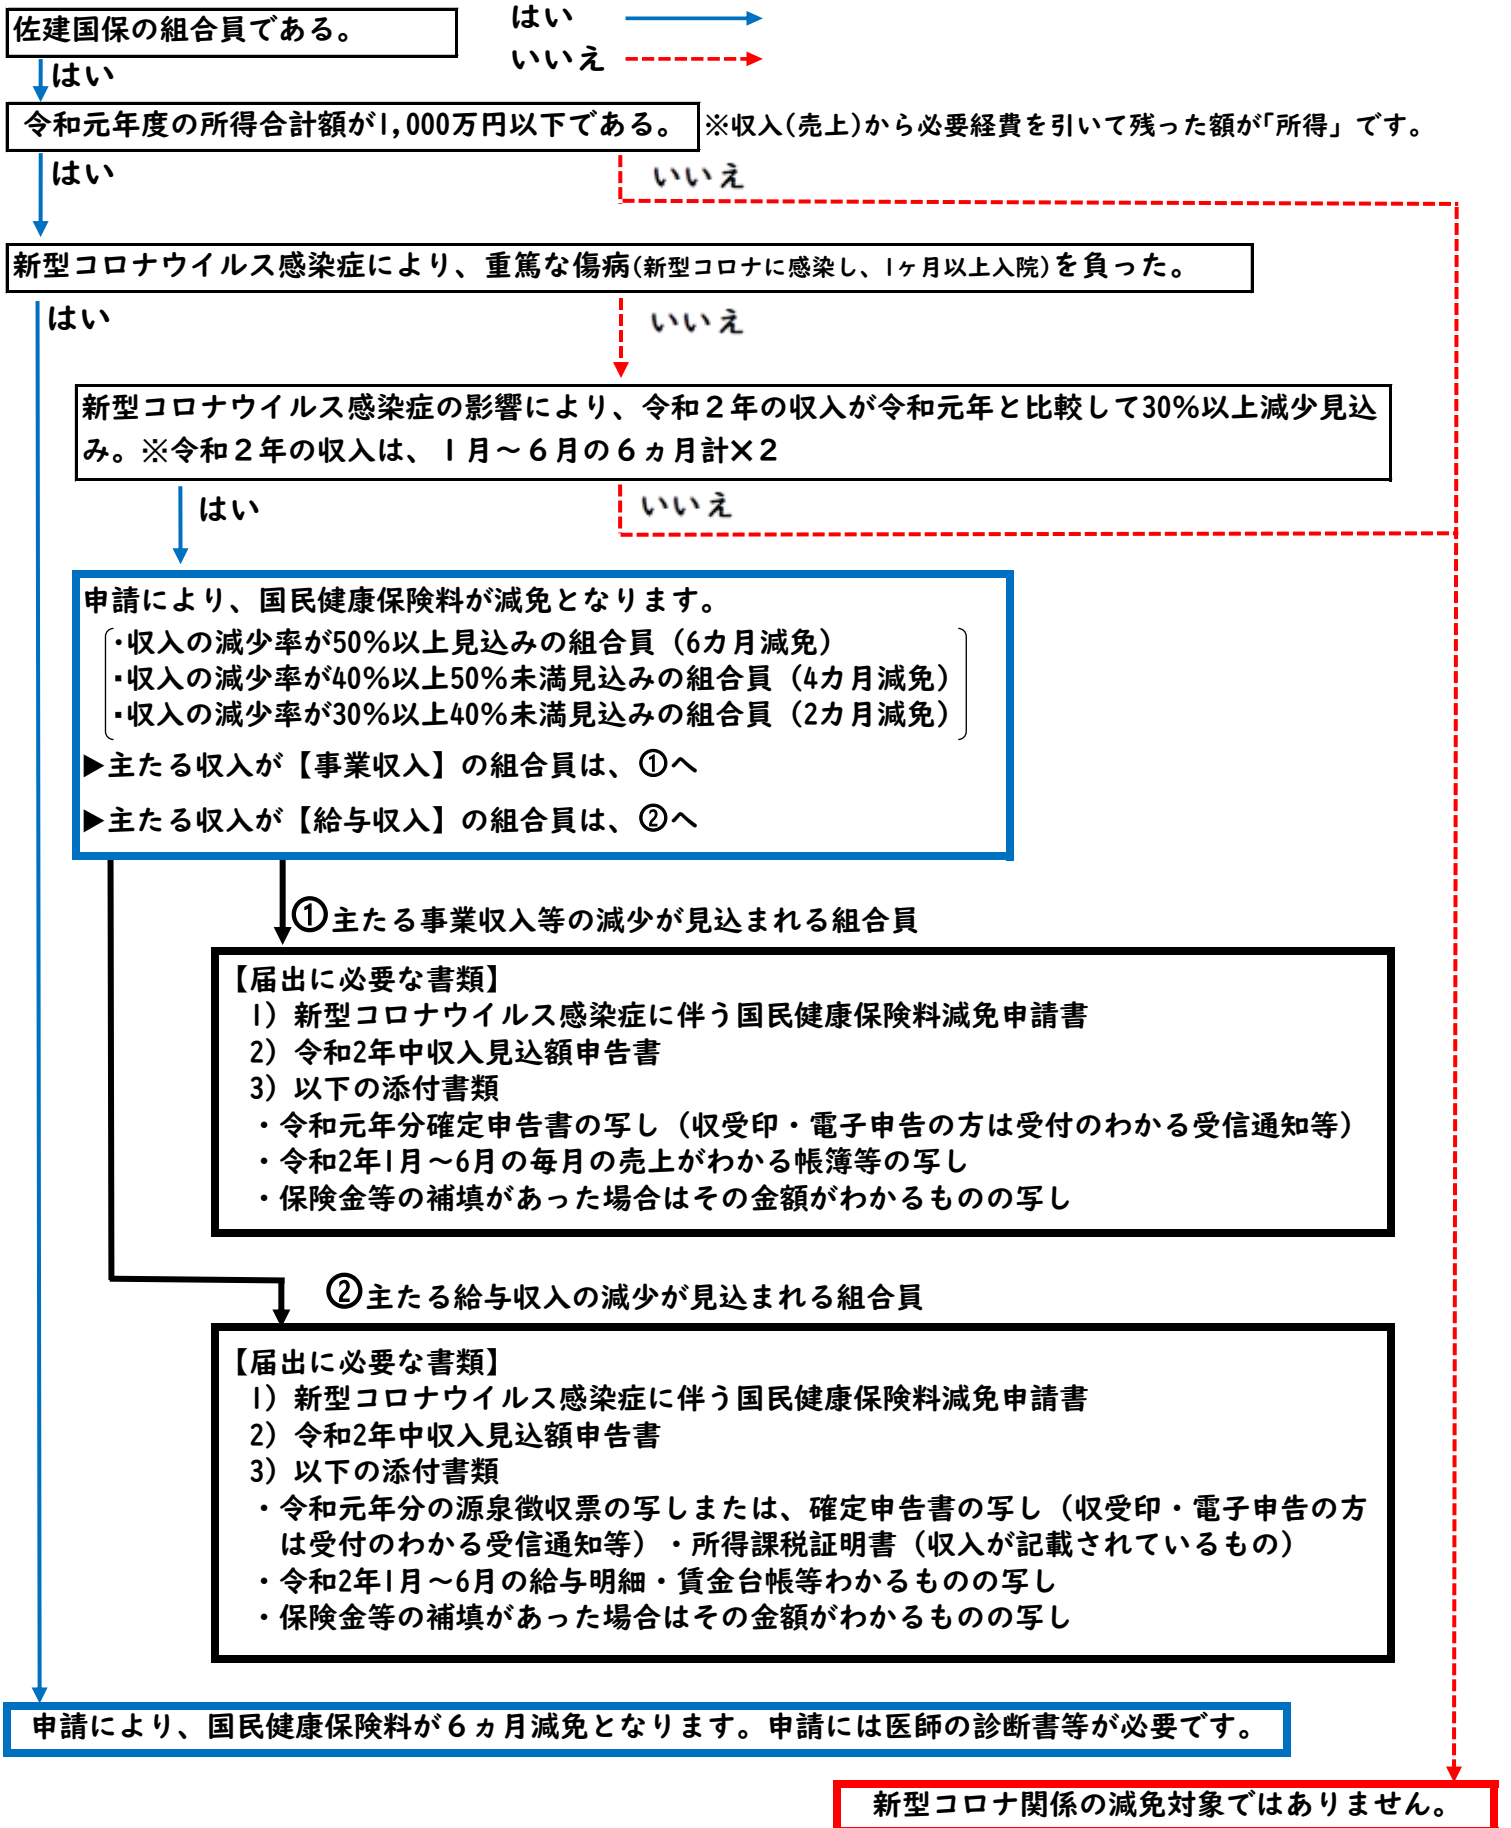 佐建国保の組合員である。
はい
いいえ
はい
令和元年度の所得合計額が1,000万円以下である。
※収入(売上)から必要経費を引いて残った額が「所得」です。
はい
いいえ
新型コロナウイルス感染症により、重篤な傷病(新型コロナに感染し、1ヶ月以上入院)を負った。
はい
いいえ
新型コロナウイルス感染症の影響により、令和２年の収入が令和元年と比較して30%以上減少見込
み。※令和２年の収入は、１月～６月の６ヵ月計×２
はい
いいえ
申請により、国民健康保険料が減免となります。
・収入の減少率が50%以上見込みの組合員（6カ月減免）
・収入の減少率が40%以上50%未満見込みの組合員（4カ月減免）
・収入の減少率が30%以上40%未満見込みの組合員（2カ月減免）
▶主たる収入が【事業収入】の組合員は、①へ
▶主たる収入が【給与収入】の組合員は、②へ
①主たる事業収入等の減少が見込まれる組合員
【届出に必要な書類】
1）新型コロナウイルス感染症に伴う国民健康保険料減免申請書
2）令和2年中収入見込額申告書
3）以下の添付書類
・令和元年分確定申告書の写し（収受印・電子申告の方は受付のわかる受信通知等）
・令和2年1月～6月の毎月の売上がわかる帳簿等の写し
・保険金等の補填があった場合はその金額がわかるものの写し
②主たる給与収入の減少が見込まれる組合員
【届出に必要な書類】
1）新型コロナウイルス感染症に伴う国民健康保険料減免申請書
2）令和2年中収入見込額申告書
3）以下の添付書類
・令和元年分の源泉徴収票の写しまたは、確定申告書の写し（収受印・電子申告の方
は受付のわかる受信通知等）・所得課税証明書（収入が記載されているもの）
・令和2年1月～6月の給与明細・賃金台帳等わかるものの写し
・保険金等の補填があった場合はその金額がわかるものの写し
申請により、国民健康保険料が６ヵ月減免となります。申請には医師の診断書等が必要です。
新型コロナ関係の減免対象ではありません。